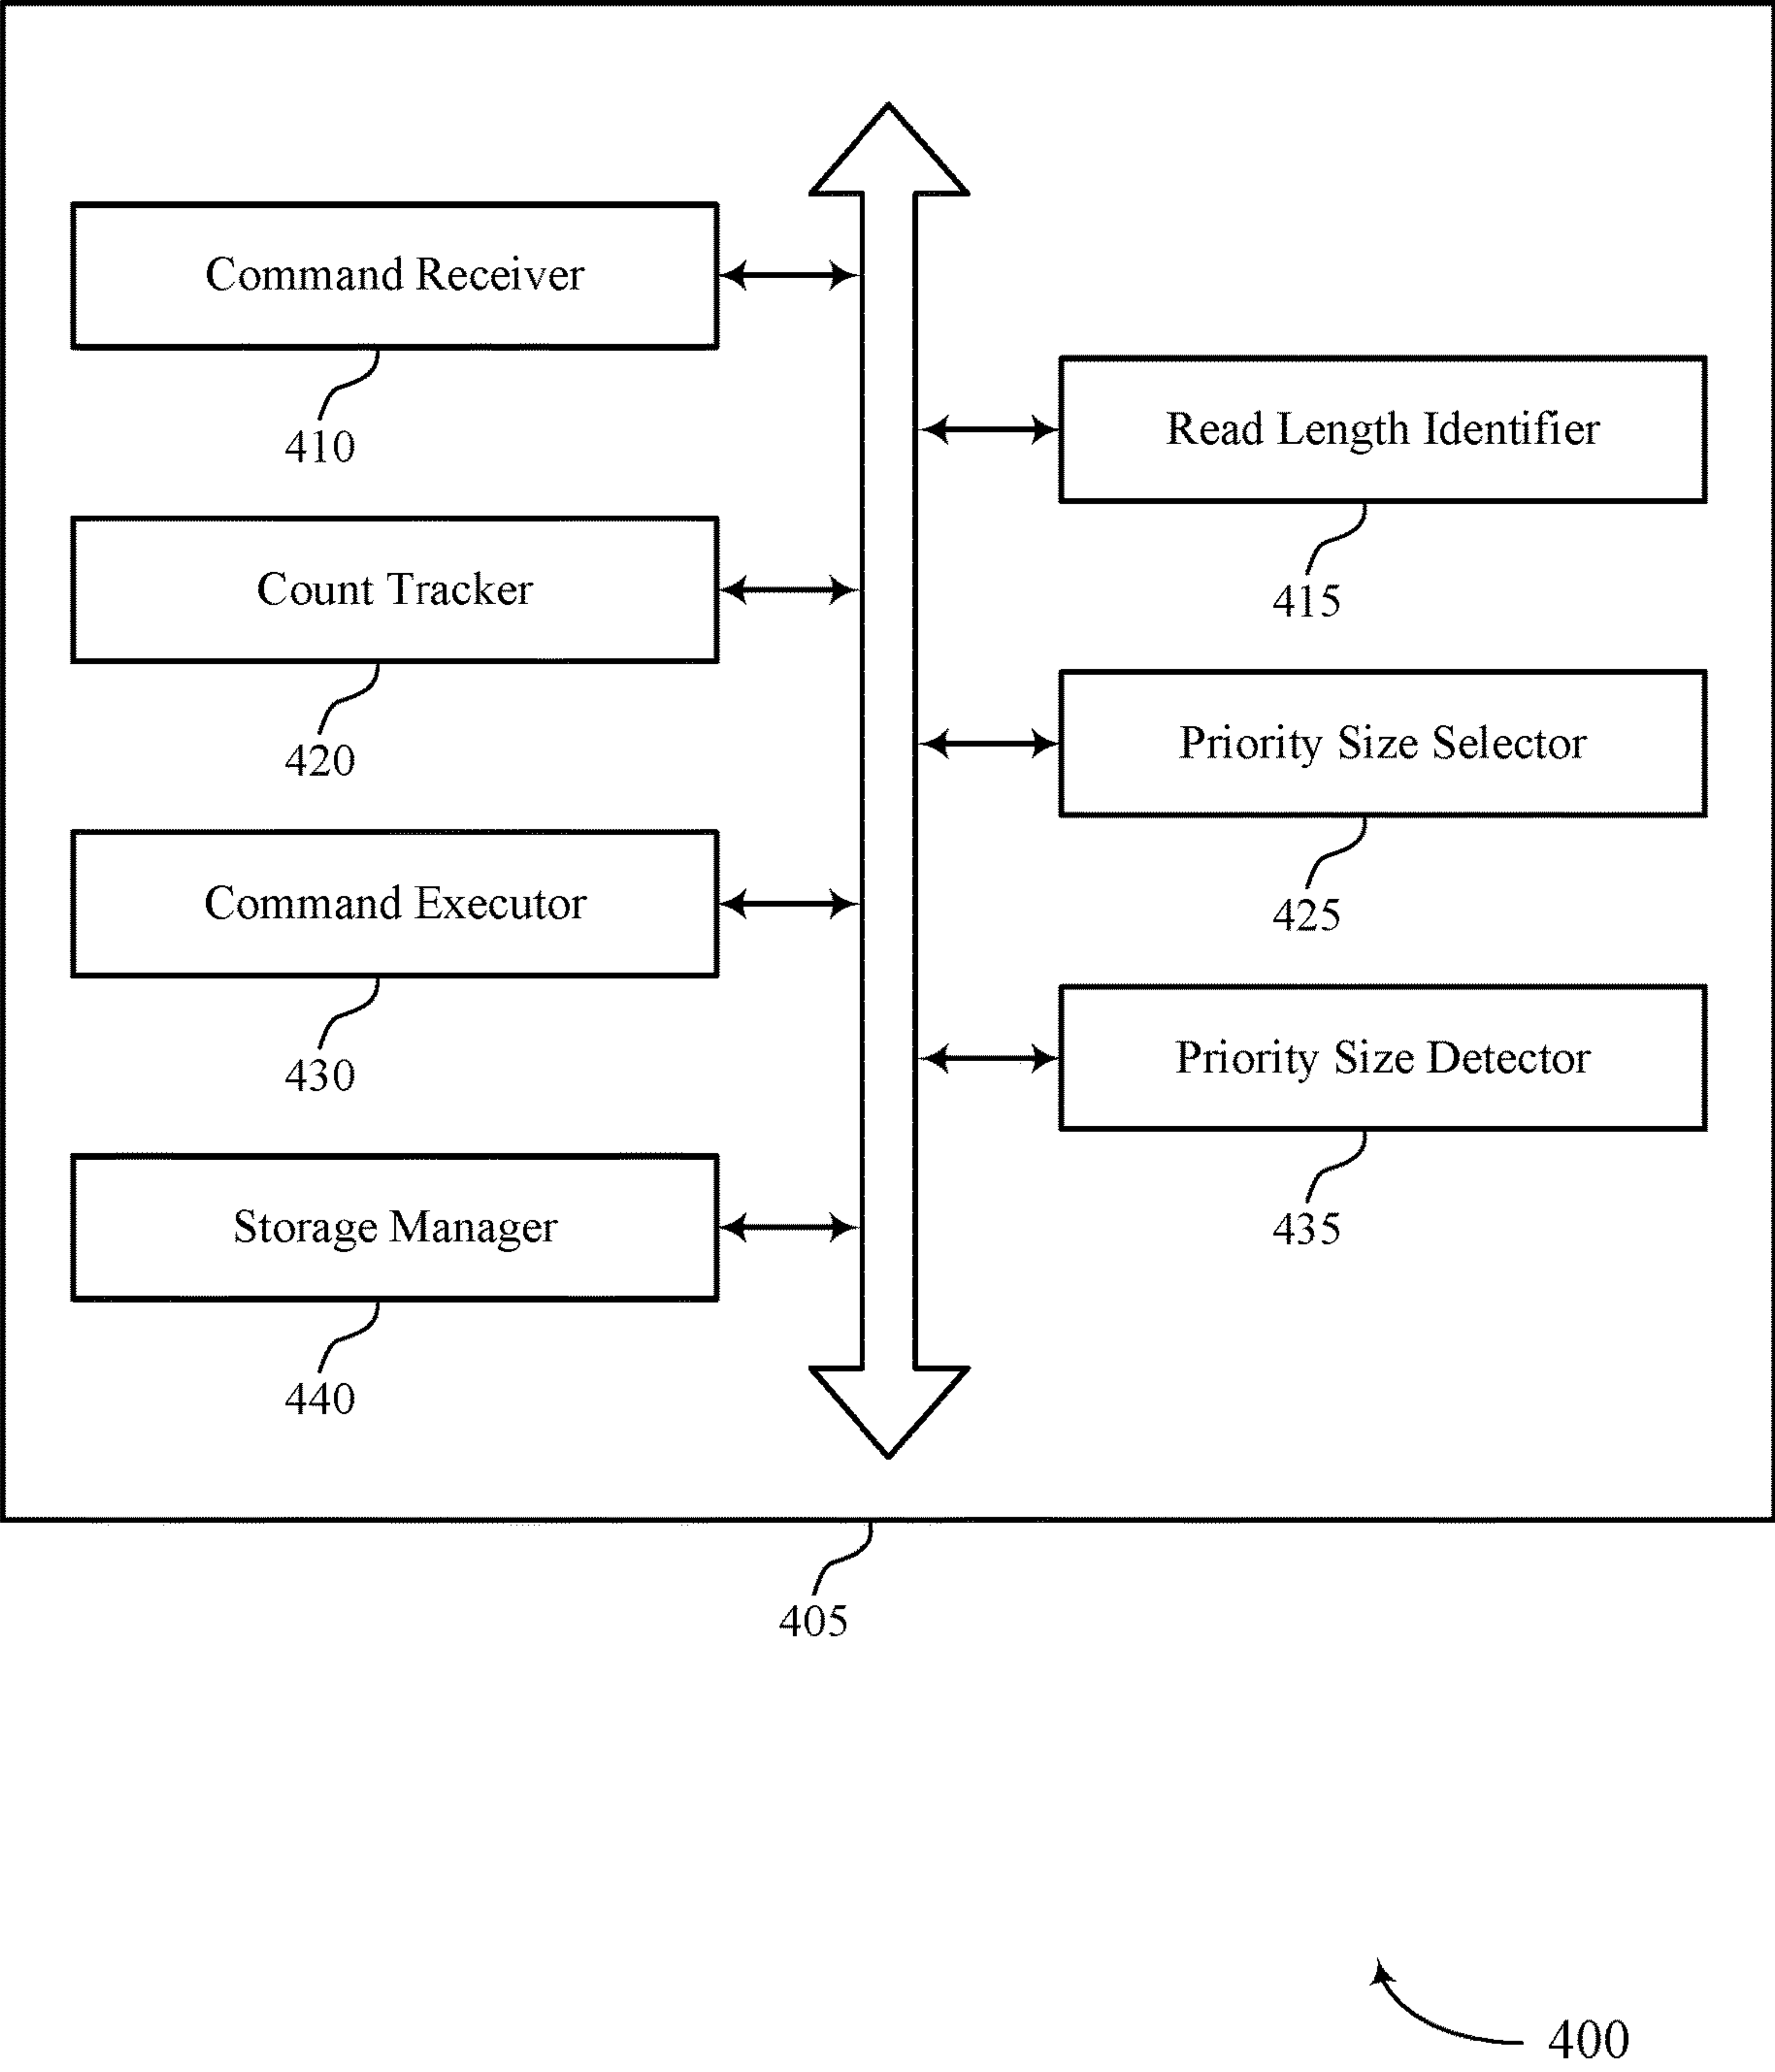 Command Receiver
410
Read Length Identifier
415
Count Tracker
420
Priority Size Selector
425
Command Executor
430
Priority Size Detector
435
Storage Manager
440
405
400